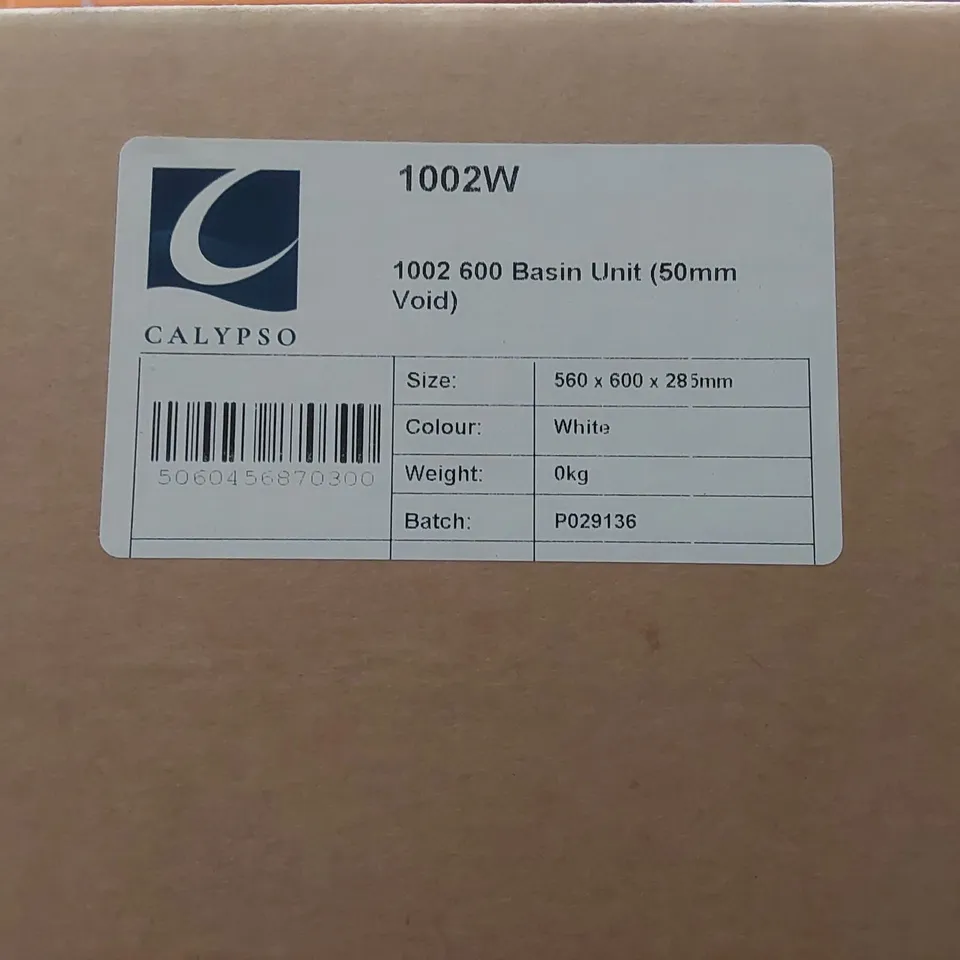 1002W
CALYPSO
1002 600 Basin Unit (50mm
Void)
5060456870300
Size: 560 x 600 x 285mm
Colour: White
Weight: 0kg
Batch: P029136